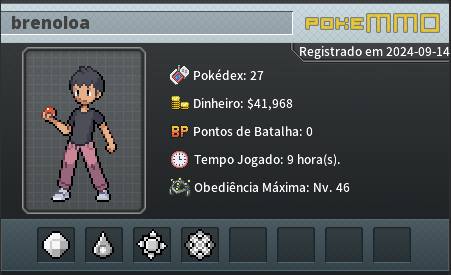 brenoloa
POKEMMO
Registrado em 2024-09-14
Pokédex: 27
Dinheiro: $41,968
BP Pontos de Batalha: 0
Tempo Jogado: 9 hora(s).
Obediência Máxima: Nv. 46